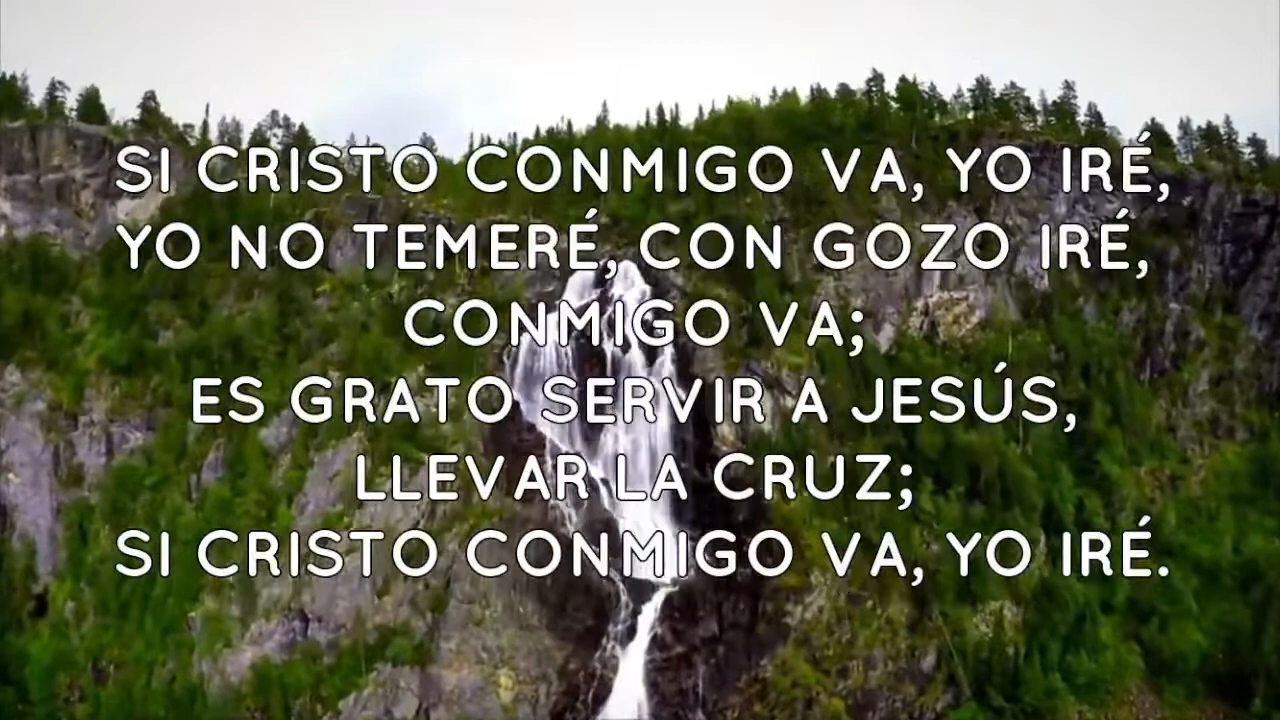 SI CRISTO CONMIGO VA, YO IRÉ,
YO NO TEMERÉ, CON GOZO IRÉ,
CONMIGO VA;
ES GRATO SERVIR A JESÚS,
LLEVAR LA CRUZ;
SI CRISTO CONMIGO VA, YO IRÉ.